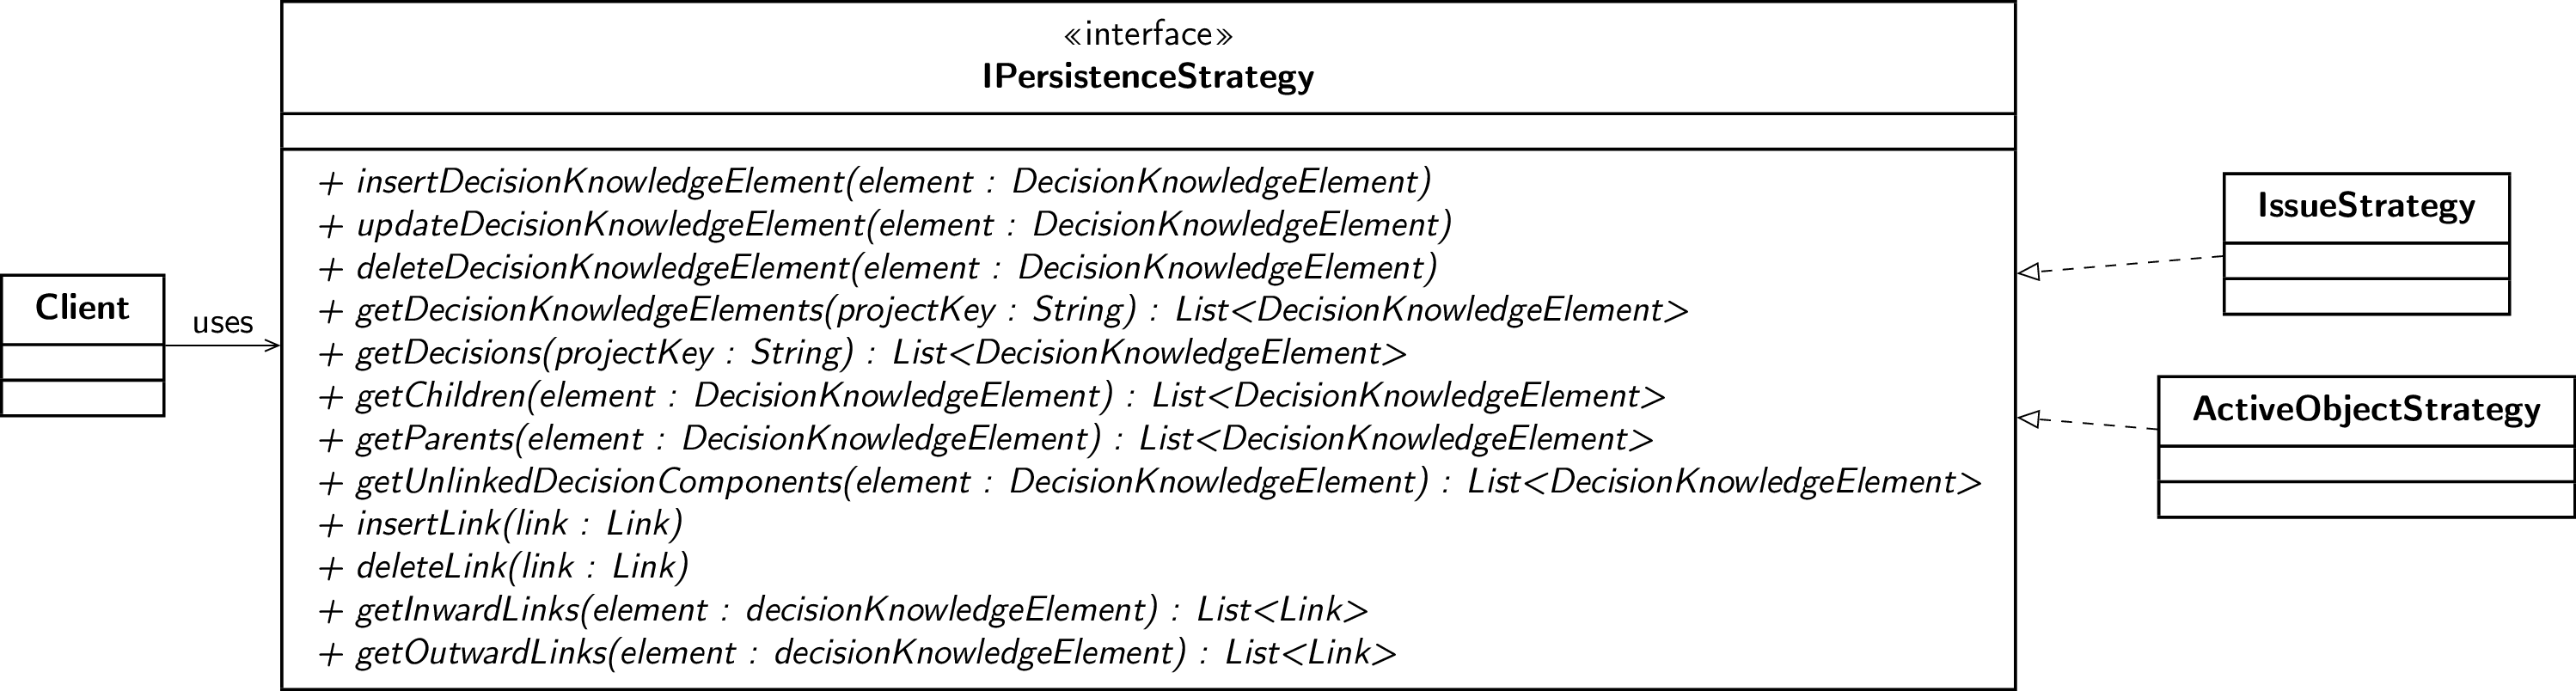 Client
uses
≪interface≫
IPersistenceStrategy
+ insertDecisionKnowledgeElement(element : DecisionKnowledgeElement)
+ updateDecisionKnowledgeElement(element : DecisionKnowledgeElement)
+ deleteDecisionKnowledgeElement(element : DecisionKnowledgeElement)
+ getDecisionKnowledgeElements(projectKey : String) : List<DecisionKnowledgeElement>
+ getDecisions(projectKey : String) : List<DecisionKnowledgeElement>
+ getChildren(element : DecisionKnowledgeElement) : List<DecisionKnowledgeElement>
+ getParents(element : DecisionKnowledgeElement) : List<DecisionKnowledgeElement>
+ getUnlinkedDecisionComponents(element : DecisionKnowledgeElement) : List<DecisionKnowledgeElement>
+ insertLink(link : Link)
+ deleteLink(link : Link)
+ getInwardLinks(element : decisionKnowledgeElement) : List<Link>
+ getOutwardLinks(element : decisionKnowledgeElement) : List<Link>
IssueStrategy
ActiveObjectStrategy